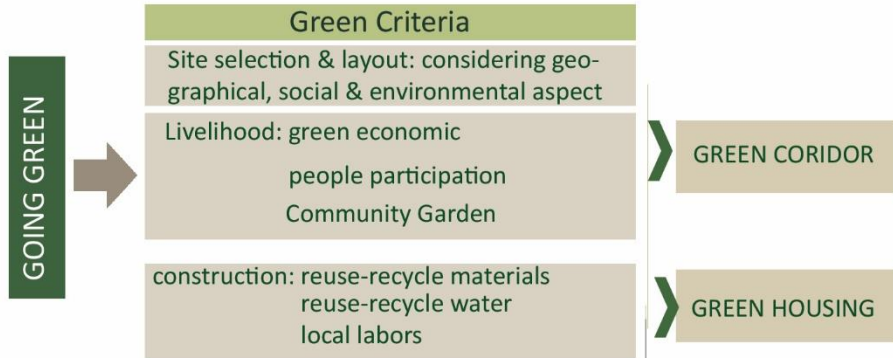 GOING GREEN
Green Criteria
Site selection & layout: considering geo-
graphical, social & environmental aspect
Livelihood: green economic
people participation
Community Garden
construction: reuse-recycle materials
reuse-recycle water
local labors
GREEN CORIDOR
GREEN HOUSING